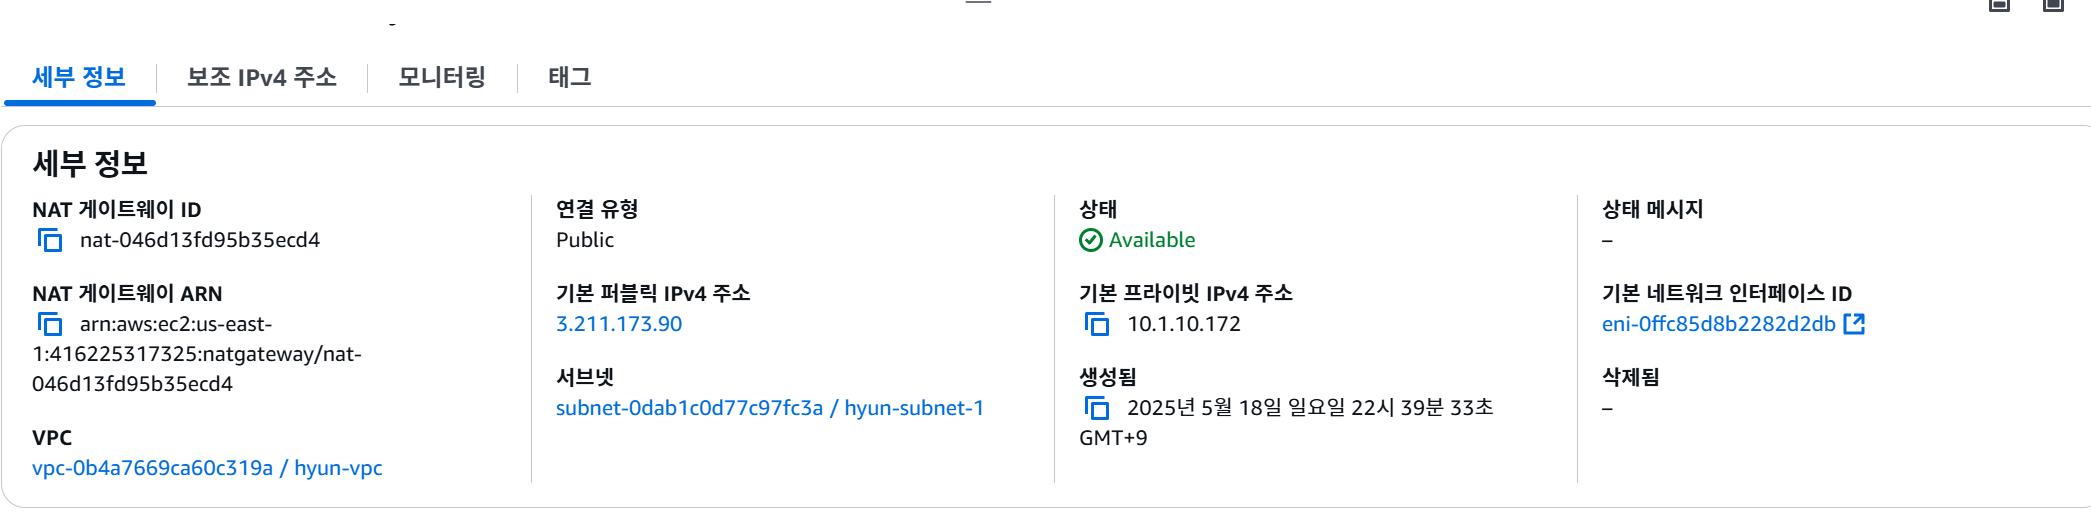 세부 정보
보조 IPv4 주소
모니터링
태그
세부 정보
NAT 게이트웨이 ID
nat-046d13fd95b35ecd4
NAT 게이트웨이 ARN
arn:aws:ec2:us-east-
1:416225317325:natgateway/nat-
046d13fd95b35ecd4
VPC
vpc-0b4a7669ca60c319a / hyun-vpc
연결 유형
Public
기본 퍼블릭 IPv4 주소
3.211.173.90
서브넷
subnet-0dab1c0d77c97fc3a / hyun-subnet-1
상태
Available
기본 프라이빗 IPv4 주소
10.1.10.172
생성됨
2025년 5월 18일 일요일 22시 39분 33초
GMT+9
상태 메시지
–
기본 네트워크 인터페이스 ID
eni-0ffc85d8b2282d2db
삭제됨
–